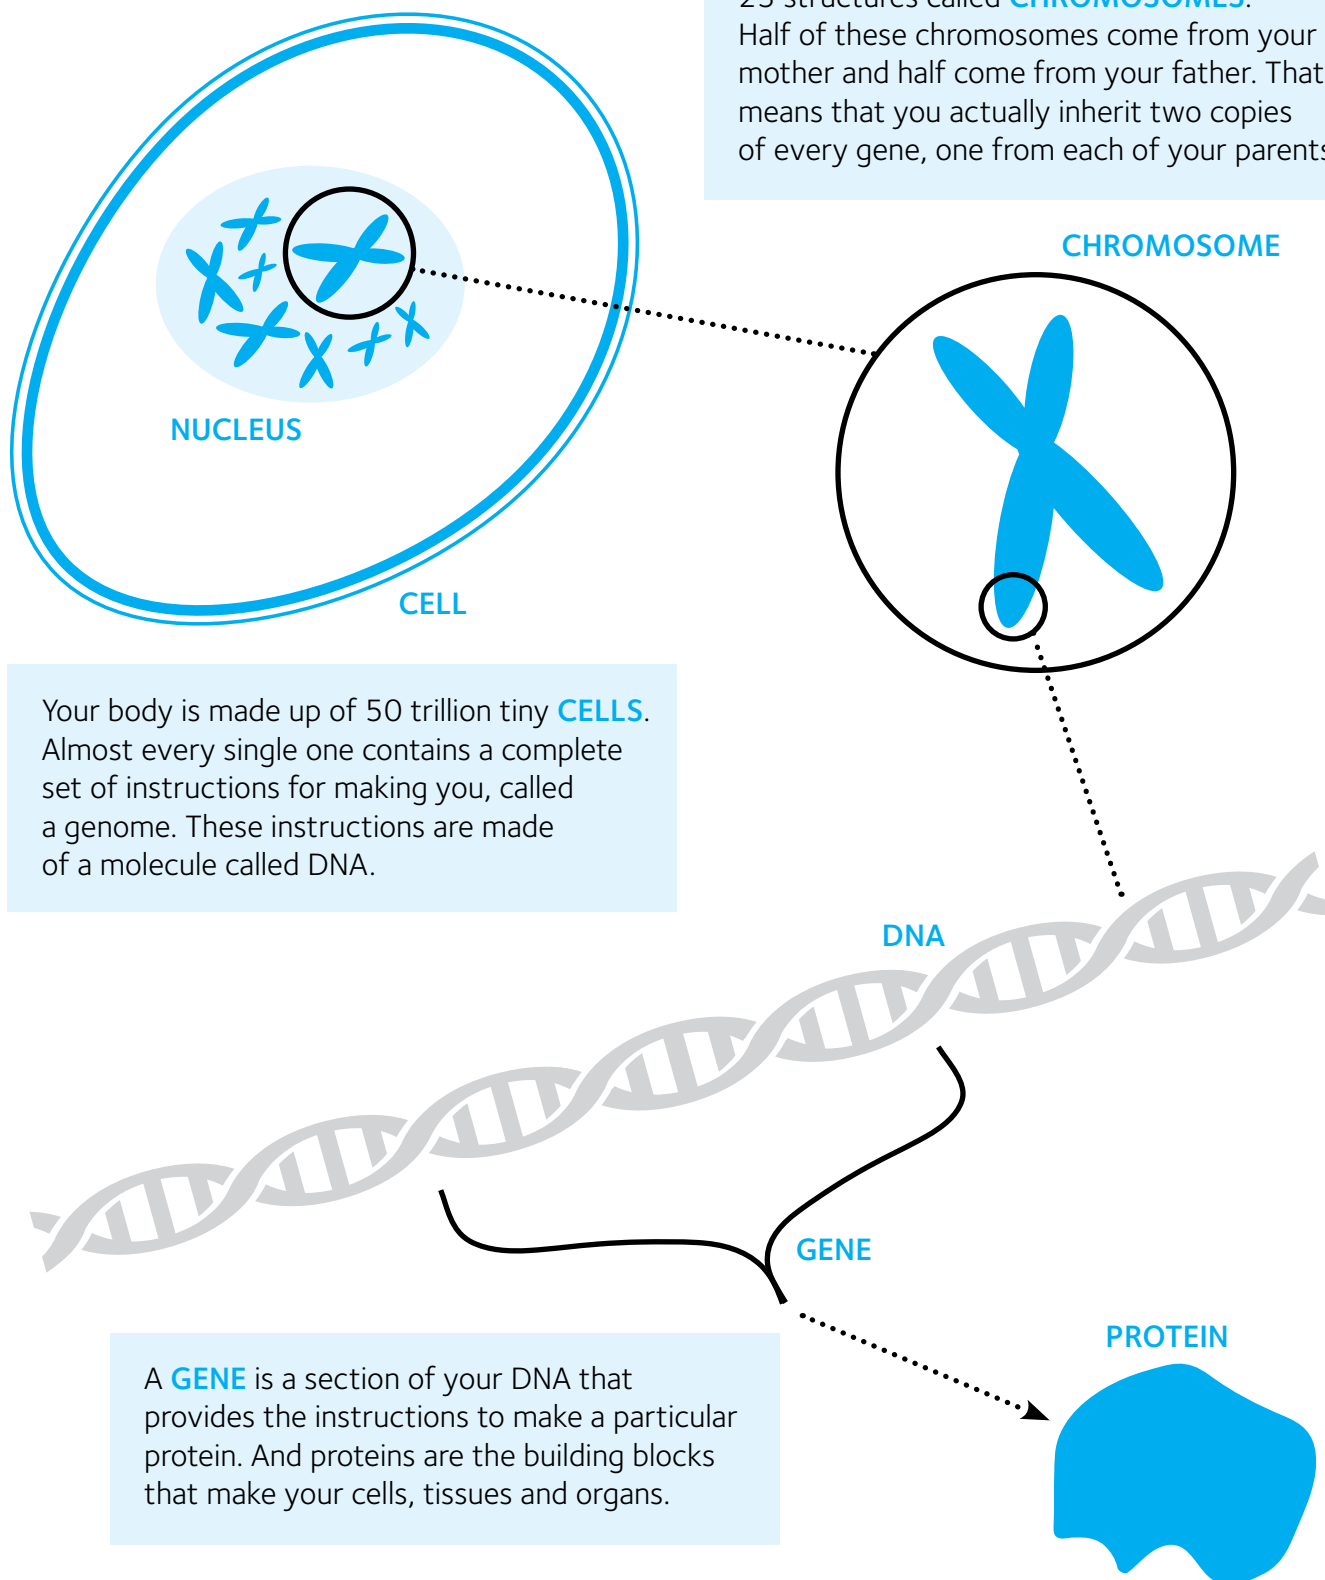 structures called CHROMOSOMES.
Half of these chromosomes come from your
mother and half come from your father. That
means that you actually inherit two copies
of every gene, one from each of your parents
CHROMOSOME
NUCLEUS
CELL
Your body is made up of 50 trillion tiny CELLS.
Almost every single one contains a complete
set of instructions for making you, called
a genome. These instructions are made
of a molecule called DNA.
DNA
GENE
PROTEIN
A GENE is a section of your DNA that
provides the instructions to make a particular
protein. And proteins are the building blocks
that make your cells, tissues and organs.